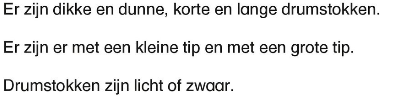 Er zijn dikke en dunne, korte en lange drumstokken.
Er zijn er met een kleine tip en met een grote tip.
Drumstokken zijn licht of zwaar.